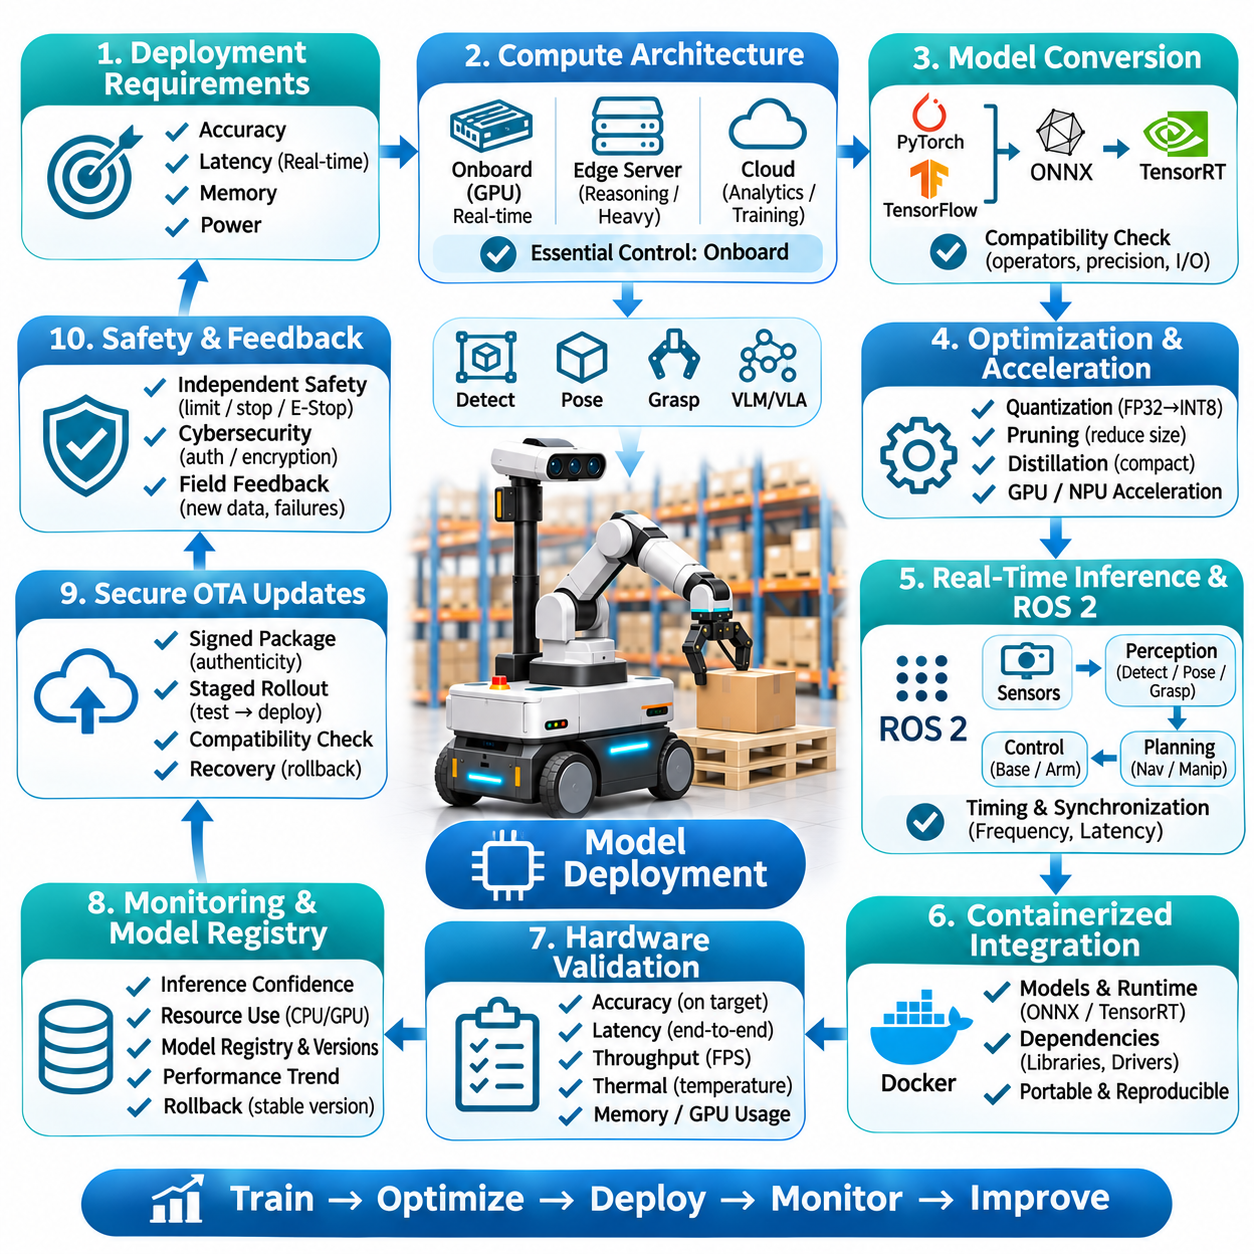 1. Deployment
Requirements
Accuracy
Latency (Real-time)
Memory
Power
2. Compute Architecture
Onboard
(GPU)
Real-time
Edge Server
(Reasoning /
Heavy)
Cloud
(Analytics /
Training)
Essential Control: Onboard
Detect
Pose
Grasp
VLM/VLA
3. Model Conversion
PyTorch
TensorFlow
ONNX
TensorRT
Compatibility Check
(operators, precision, I/O)
4. Optimization &
Acceleration
Quantization (FP32→INT8)
Pruning (reduce size)
Distillation (compact)
GPU / NPU Acceleration
5. Real-Time Inference &
ROS 2
ROS 2
Sensors
Perception
(Detect / Pose /
Grasp)
Planning
(Nav / Manip)
Control
(Base / Arm)
Timing & Synchronization
(Frequency, Latency)
6. Containerized
Integration
Docker
Models & Runtime
(ONNX / TensorRT)
Dependencies
(Libraries, Drivers)
Portable & Reproducible
7. Hardware
Validation
Accuracy (on target)
Latency (end-to-end)
Throughput (FPS)
Thermal (temperature)
Memory / GPU Usage
8. Monitoring &
Model Registry
Inference Confidence
Resource Use (CPU/GPU)
Model Registry & Versions
Performance Trend
Rollback (stable version)
9. Secure OTA Updates
Signed Package
(authenticity)
Staged Rollout
(test → deploy)
Compatibility Check
Recovery (rollback)
10. Safety & Feedback
Independent Safety
(limit / stop / E-Stop)
Cybersecurity
(auth / encryption)
Field Feedback
(new data, failures)
Model
Deployment
Train → Optimize → Deploy → Monitor → Improve